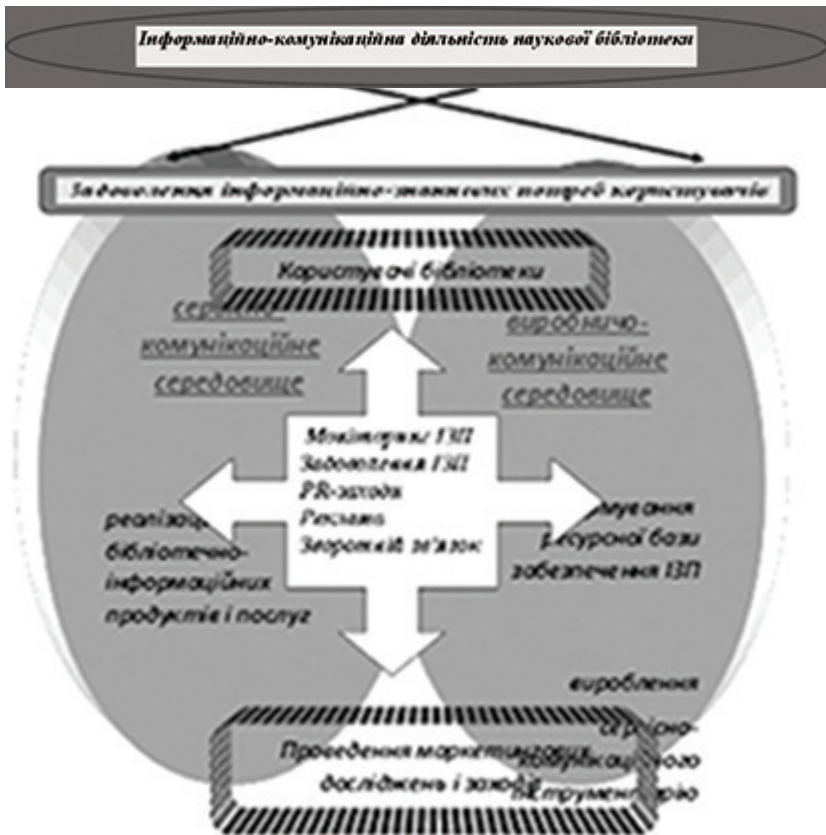 Інформаційно-комунікаційна діяльність наукової бібліотеки
Задоволення інформаційно-знаннєвих потреб користувачів
Користувачі бібліотеки
комунікаційне
середовище
виробничо-
комунікаційне
середовище
Моніторинг ІЗП
Задоволення ІЗП
PR-заходи
Реклама
Зворотній зв'язок
бібліотечно-
інформаційних
продуктів і послуг
ресурсної бази
забезпечення ІЗП
вироблення
Проведення маркетингових
досліджень і заходів